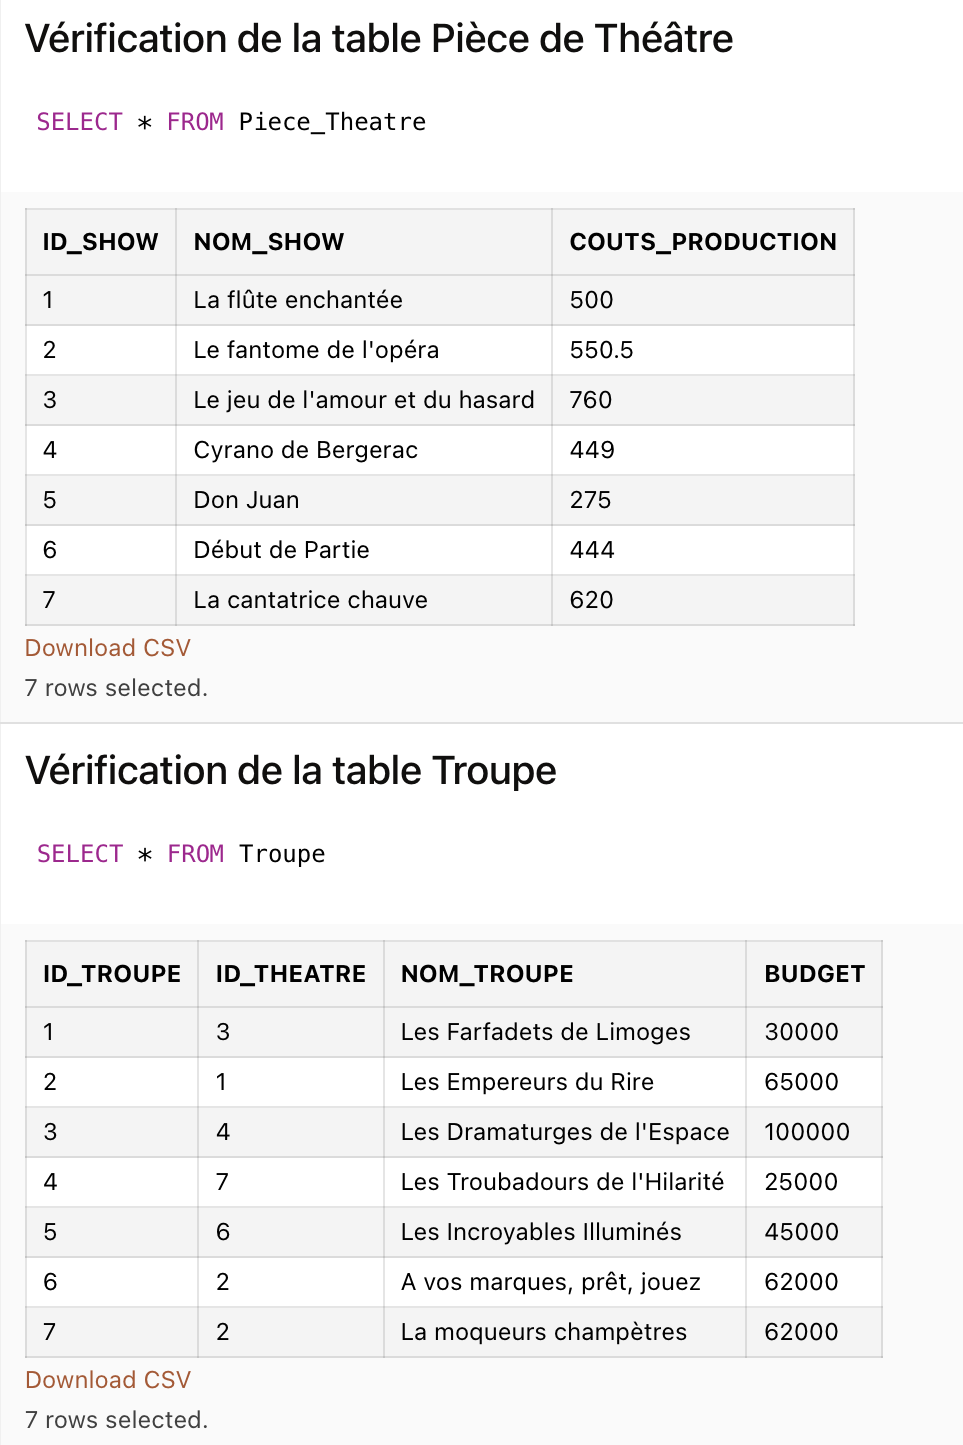 Vérification de la table Pièce de Théâtre
SELECT * FROM Piece_Theatre
ID_SHOW NOM_SHOW COUTS_PRODUCTION
1 La flûte enchantée 500
2 Le fantome de l'opéra 550.5
3 Le jeu de l'amour et du hasard 760
4 Cyrano de Bergerac 449
5 Don Juan 275
6 Début de Partie 444
7 La cantatrice chauve 620
Download CSV
7 rows selected.
Vérification de la table Troupe
SELECT * FROM Troupe
ID_TROUPE ID_THEATRE NOM_TROUPE BUDGET
1 3 Les Farfadets de Limoges 30000
2 1 Les Empereurs du Rire 65000
3 4 Les Dramaturges de l'Espace 100000
4 7 Les Troubadours de l'Hilarité 25000
5 6 Les Incroyables Illuminés 45000
6 2 A vos marques, prêt, jouez 62000
7 2 La moqueurs champètres 62000
Download CSV
7 rows selected.